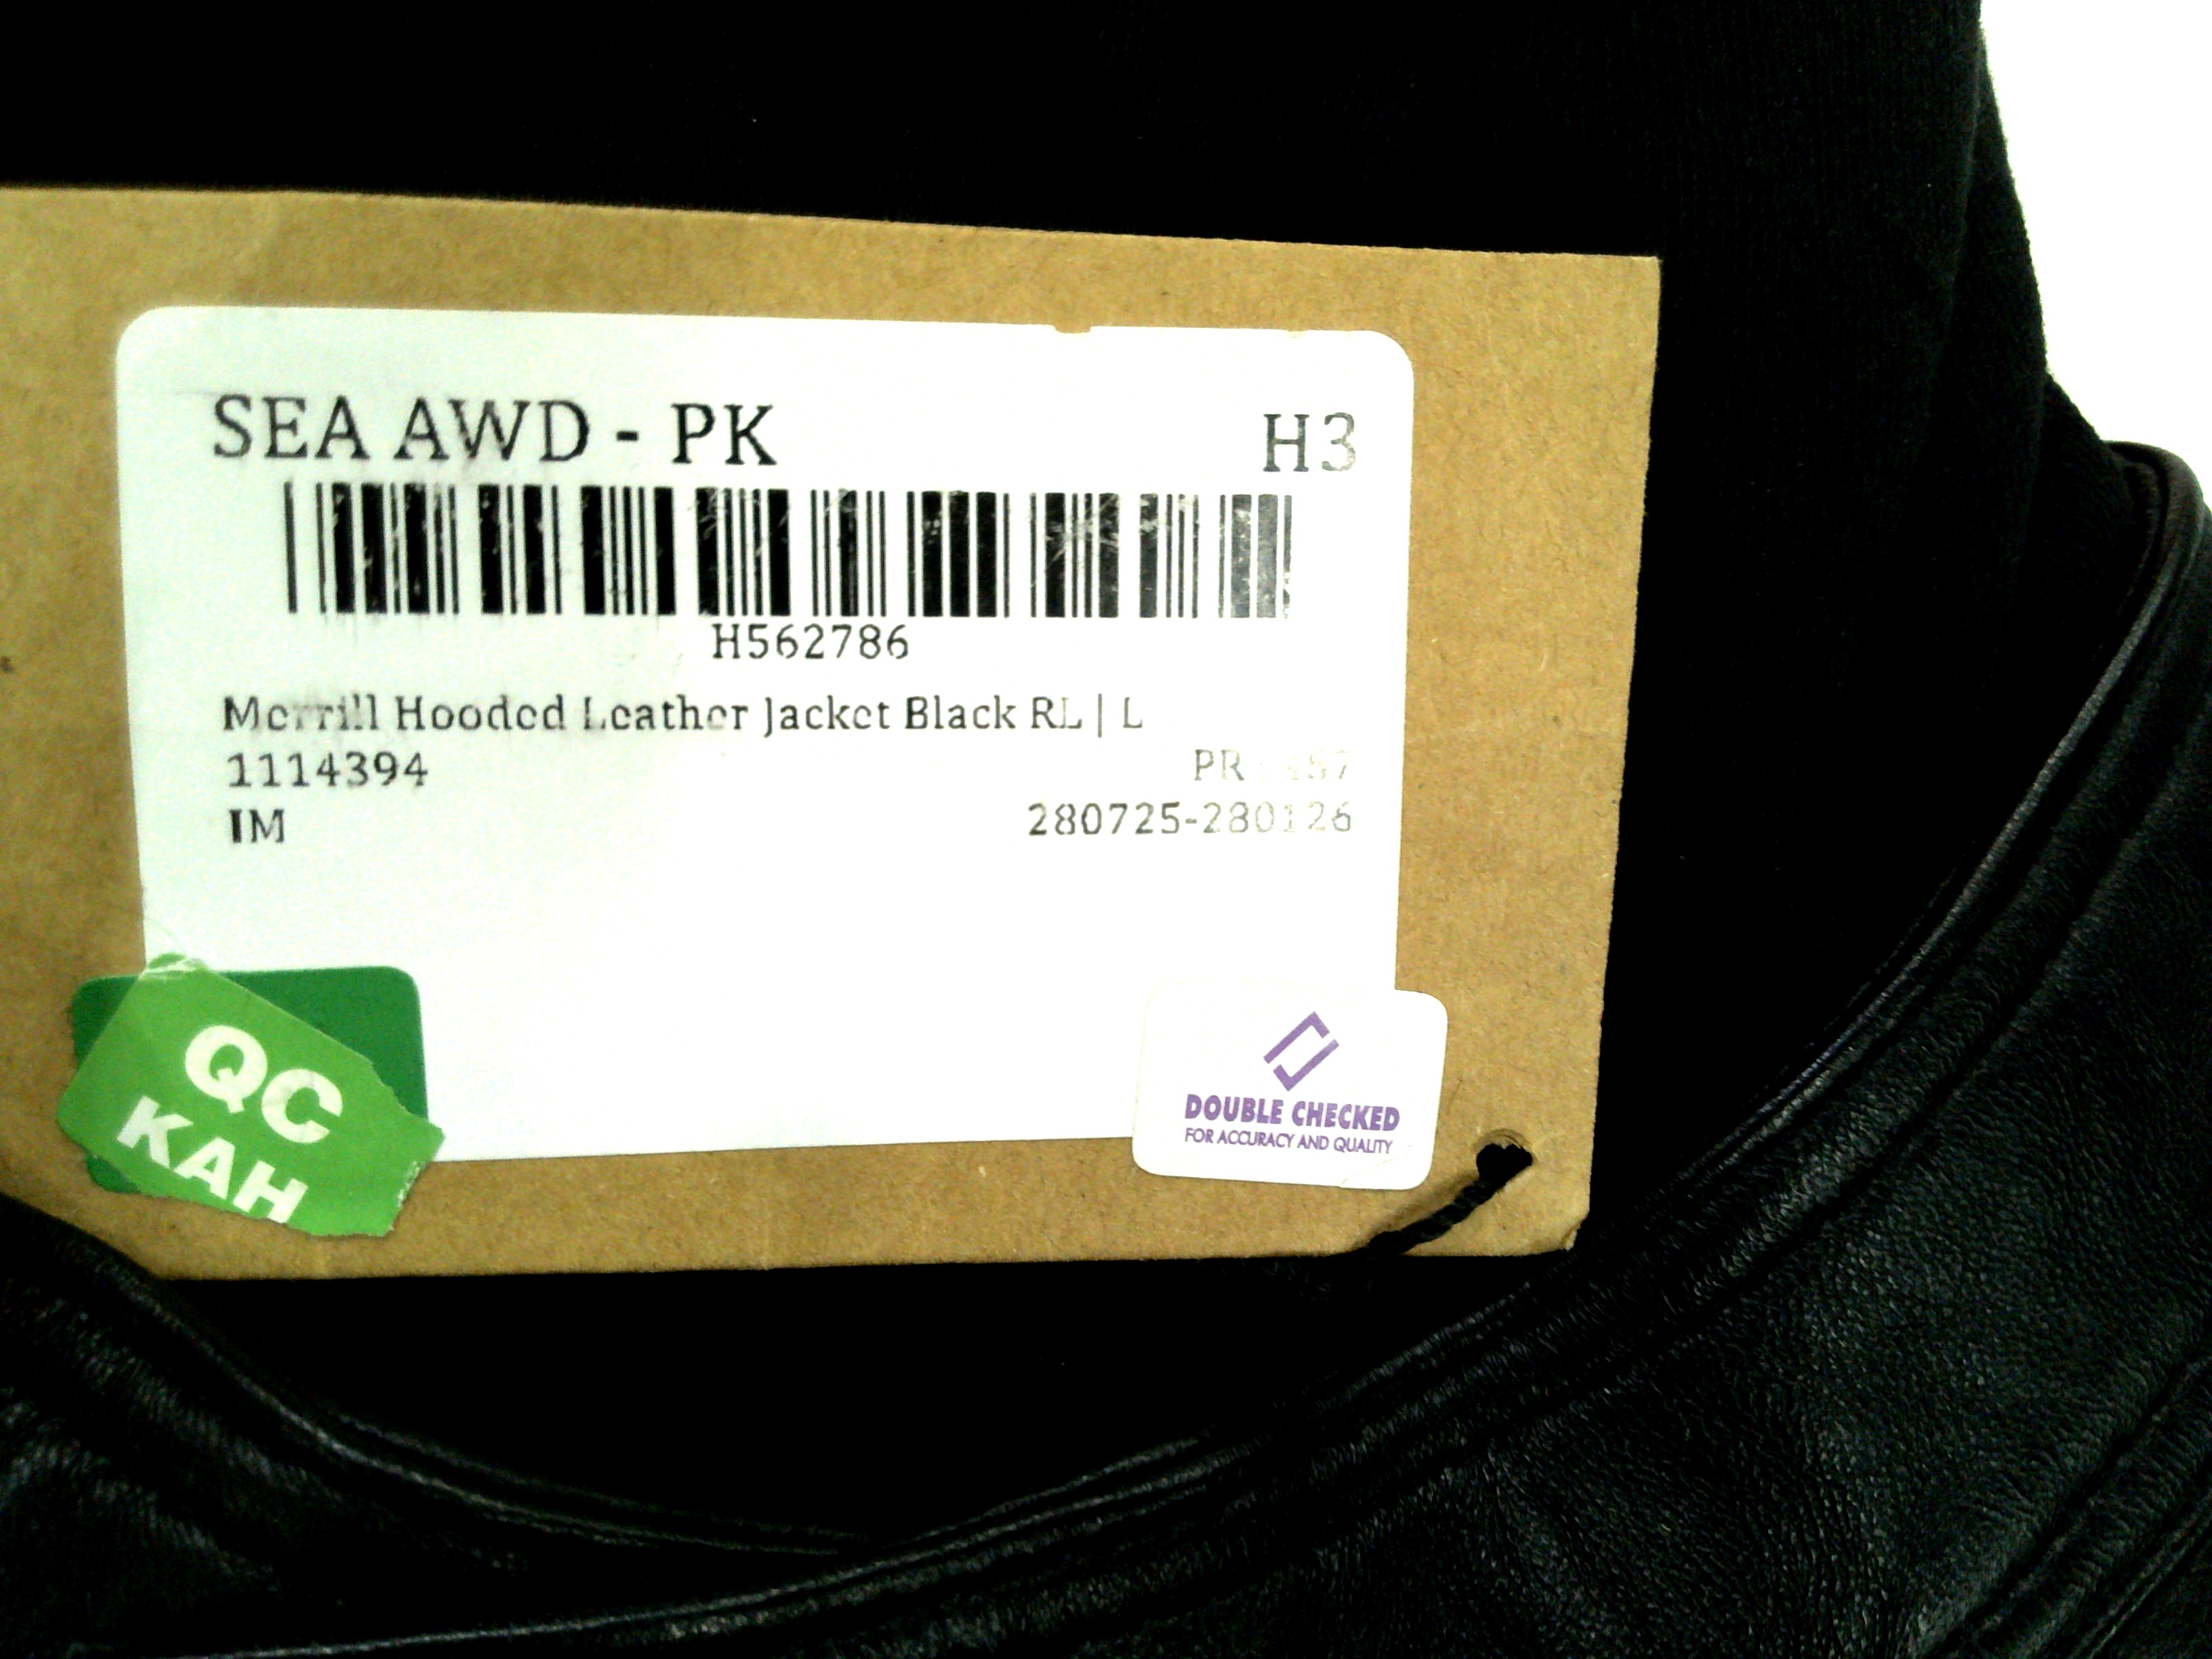 SEA AWD - PK H3
H562786
Merrill Hooded Leather Jacket Black RL | L
1114394 PR
IM 280725-280126
QC
KAH
DOUBLE CHECKED
FOR ACCURACY AND QUALITY